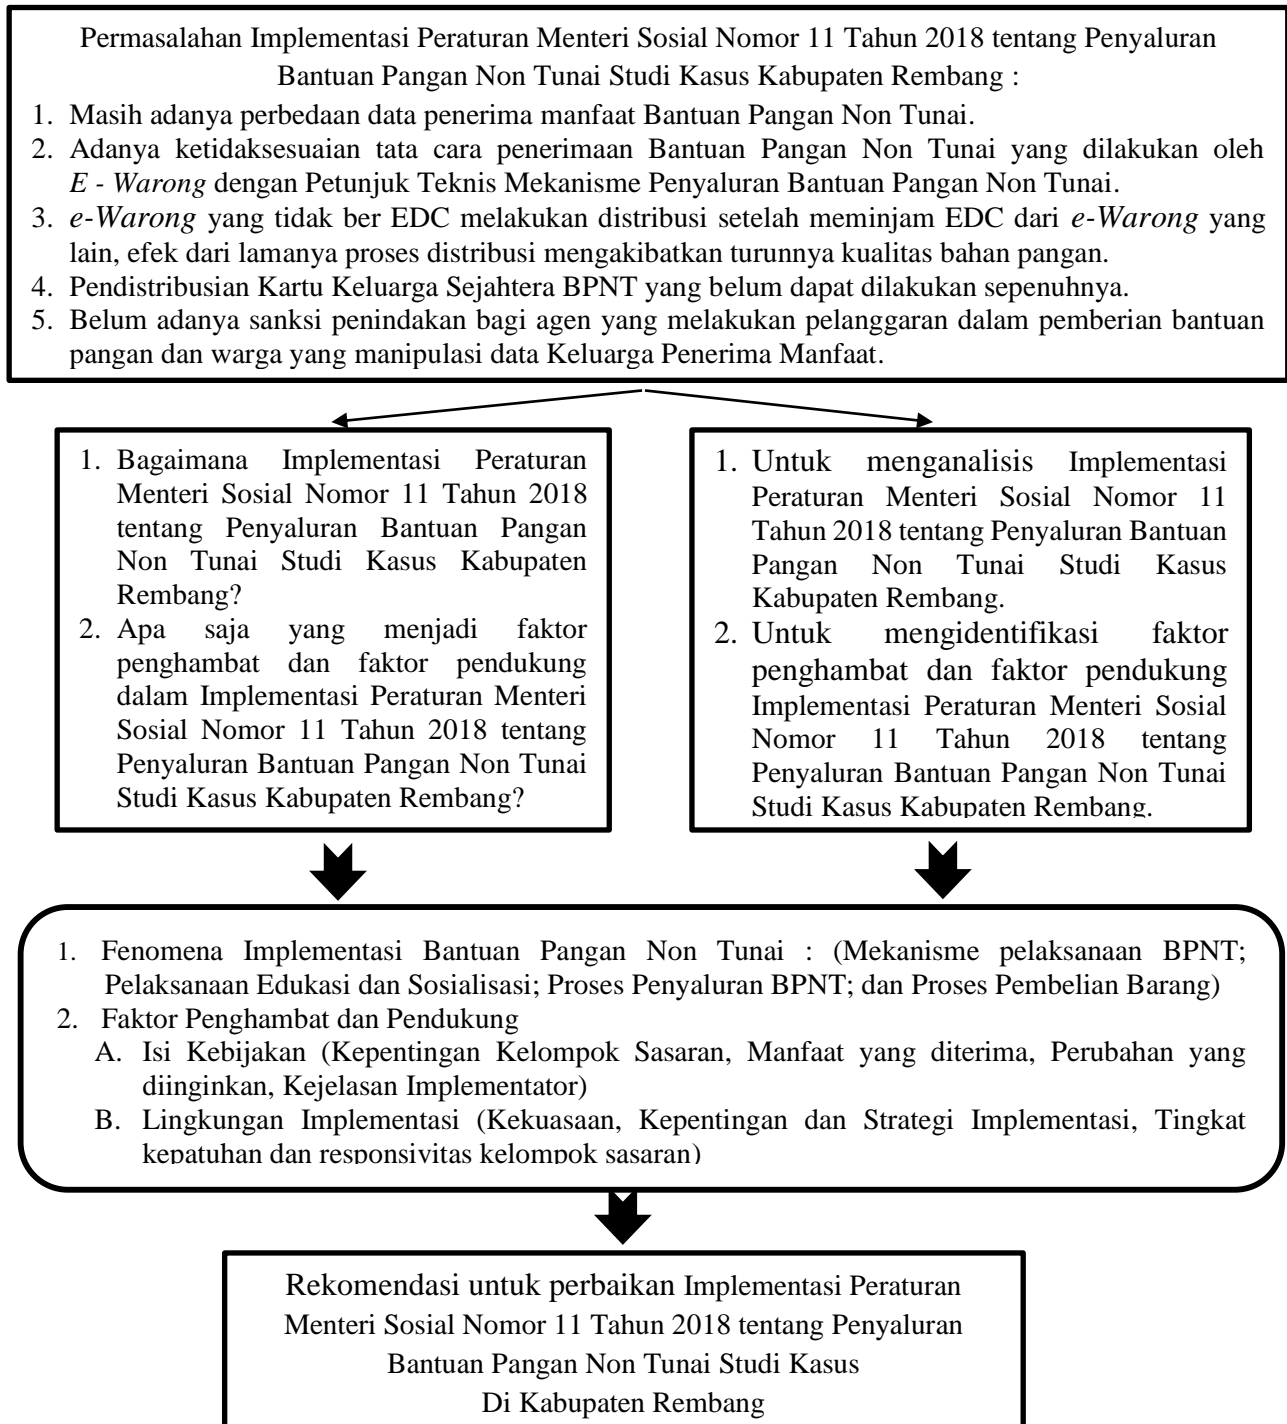 Permasalahan Implementasi Peraturan Menteri Sosial Nomor 11 Tahun 2018 tentang Penyaluran
Bantuan Pangan Non Tunai Studi Kasus Kabupaten Rembang :
1. Masih adanya perbedaan data penerima manfaat Bantuan Pangan Non Tunai.
2. Adanya ketidaksesuaian tata cara penerimaan Bantuan Pangan Non Tunai yang dilakukan oleh
E - Warong dengan Petunjuk Teknis Mekanisme Penyaluran Bantuan Pangan Non Tunai.
3. e-Warong yang tidak ber EDC melakukan distribusi setelah meminjam EDC dari e-Warong yang
lain, efek dari lamanya proses distribusi mengakibatkan turunnya kualitas bahan pangan.
4. Pendistribusian Kartu Keluarga Sejahtera BPNT yang belum dapat dilakukan sepenuhnya.
5. Belum adanya sanksi penindakan bagi agen yang melakukan pelanggaran dalam pemberian bantuan
pangan dan warga yang manipulasi data Keluarga Penerima Manfaat.
1. Bagaimana Implementasi Peraturan
Menteri Sosial Nomor 11 Tahun 2018
tentang Penyaluran Bantuan Pangan
Non Tunai Studi Kasus Kabupaten
Rembang?
2. Apa saja yang menjadi faktor
penghambat dan faktor pendukung
dalam Implementasi Peraturan Menteri
Sosial Nomor 11 Tahun 2018 tentang
Penyaluran Bantuan Pangan Non Tunai
Studi Kasus Kabupaten Rembang?
1. Untuk menganalisis Implementasi
Peraturan Menteri Sosial Nomor 11
Tahun 2018 tentang Penyaluran Bantuan
Pangan Non Tunai Studi Kasus
Kabupaten Rembang.
2. Untuk mengidentifikasi faktor
penghambat dan faktor pendukung
Implementasi Peraturan Menteri Sosial
Nomor 11 Tahun 2018 tentang
Penyaluran Bantuan Pangan Non Tunai
Studi Kasus Kabupaten Rembang.
1. Fenomena Implementasi Bantuan Pangan Non Tunai : (Mekanisme pelaksanaan BPNT;
Pelaksanaan Edukasi dan Sosialisasi; Proses Penyaluran BPNT; dan Proses Pembelian Barang)
2. Faktor Penghambat dan Pendukung
A. Isi Kebijakan (Kepentingan Kelompok Sasaran, Manfaat yang diterima, Perubahan yang
diinginkan, Kejelasan Implementator)
B. Lingkungan Implementasi (Kekuasaan, Kepentingan dan Strategi Implementasi, Tingkat
kepatuhan dan responsivitas kelompok sasaran)
Rekomendasi untuk perbaikan Implementasi Peraturan
Menteri Sosial Nomor 11 Tahun 2018 tentang Penyaluran
Bantuan Pangan Non Tunai Studi Kasus
Di Kabupaten Rembang